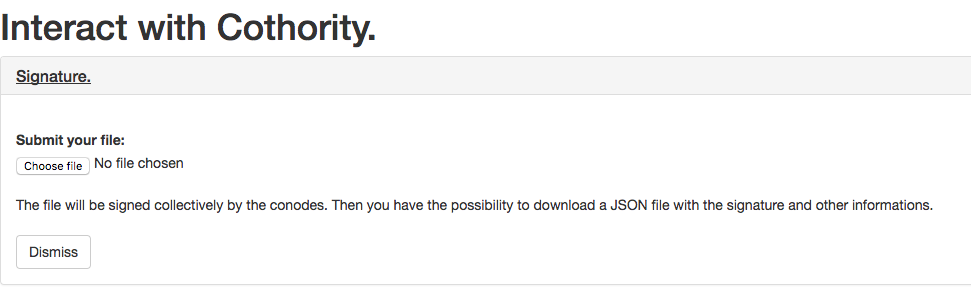 Interact with Cothority.
Signature.
Submit your file:
Choose file No file chosen
The file will be signed collectively by the conodes. Then you have the possibility to download a JSON file with the signature and other informations.
Dismiss